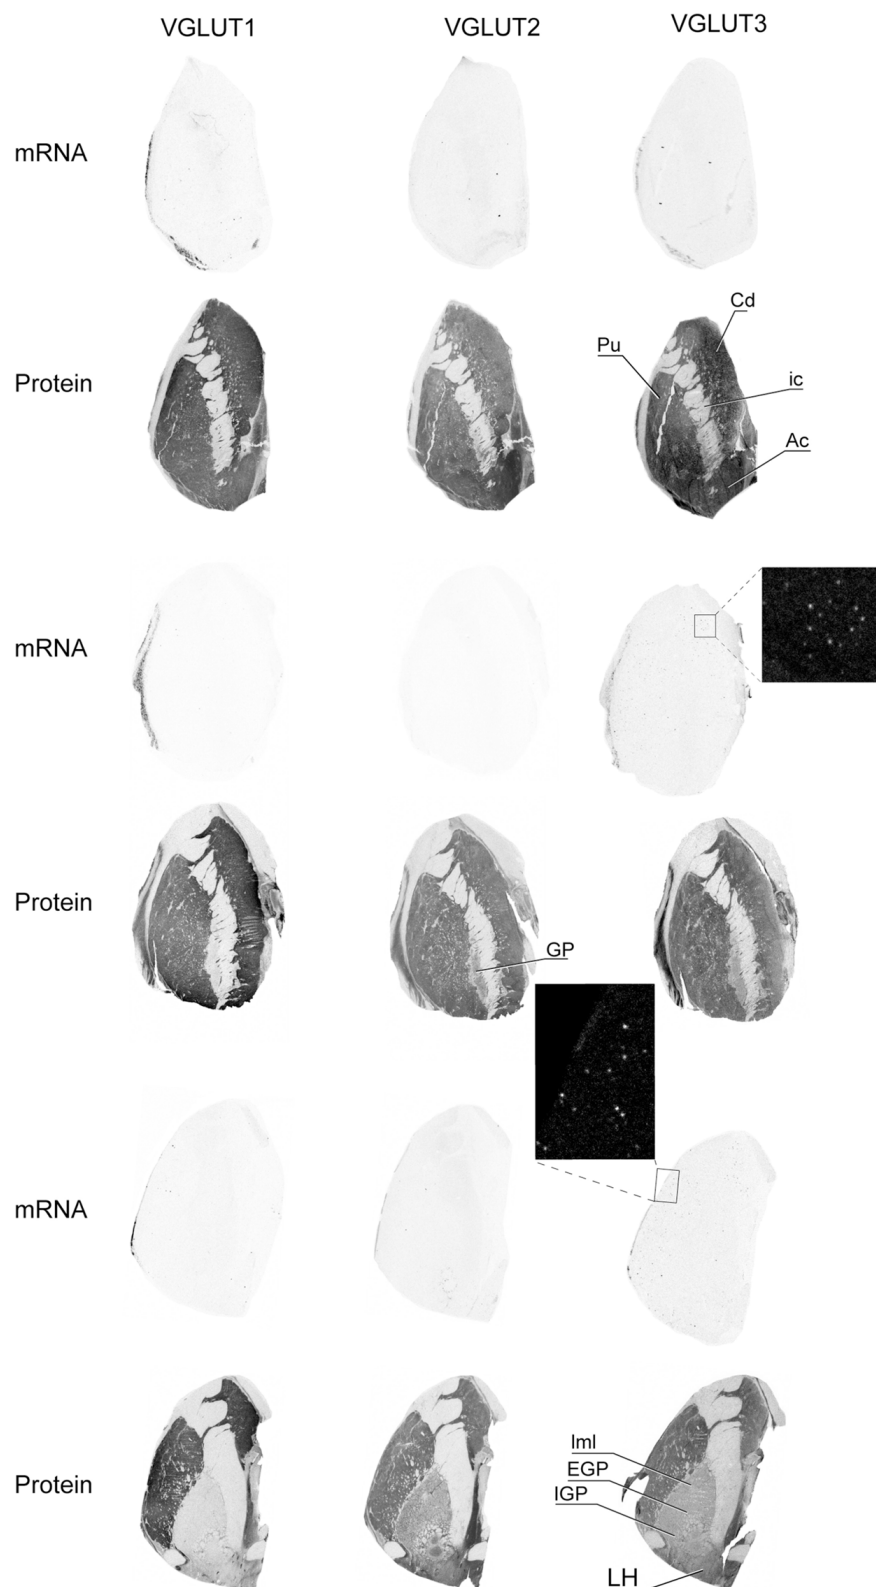 VGLUT1 VGLUT2 VGLUT3
mRNA
Protein
Cd
Pu
ic
Ac
mRNA
Protein
GP
mRNA
Protein
lml
EGP
IGP
LH